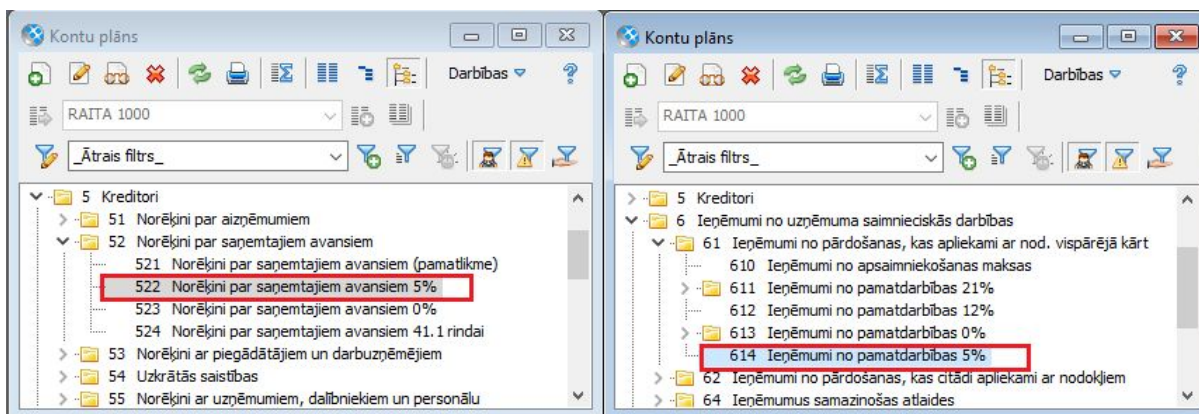 Kontu plāns
Darbības
RAITA 1000
_Ātrais filtrs_
5 Kreditori
51 Norēķini par aizņēmumiem
52 Norēķini par saņemtajiem avansiem
521 Norēķini par saņemtajiem avansiem (pamatlikme)
522 Norēķini par saņemtajiem avansiem 5%
523 Norēķini par saņemtajiem avansiem 0%
524 Norēķini par saņemtajiem avansiem 41.1 rindai
53 Norēķini ar piegādātājiem un darbuzņēmējiem
54 Uzkrātās saistības
55 Norēķini ar uzņēmumiem, dalībniekiem un personālu
Kontu plāns
Darbības
RAITA 1000
_Ātrais filtrs_
5 Kreditori
6 Ieņēmumi no uzņēmuma saimnieciskās darbības
61 Ieņēmumi no pārdošanas, kas apliekami ar nod. vispārējā kārt
610 Ieņēmumi no apsaimniekošanas maksas
611 Ieņēmumi no pamatdarbības 21%
612 Ieņēmumi no pamatdarbības 12%
613 Ieņēmumi no pamatdarbības 0%
614 Ieņēmumi no pamatdarbības 5%
62 Ieņēmumi no pārdošanas, kas citādi apliekami ar nodokļiem
64 Ieņēmumus samazinošas atlaides